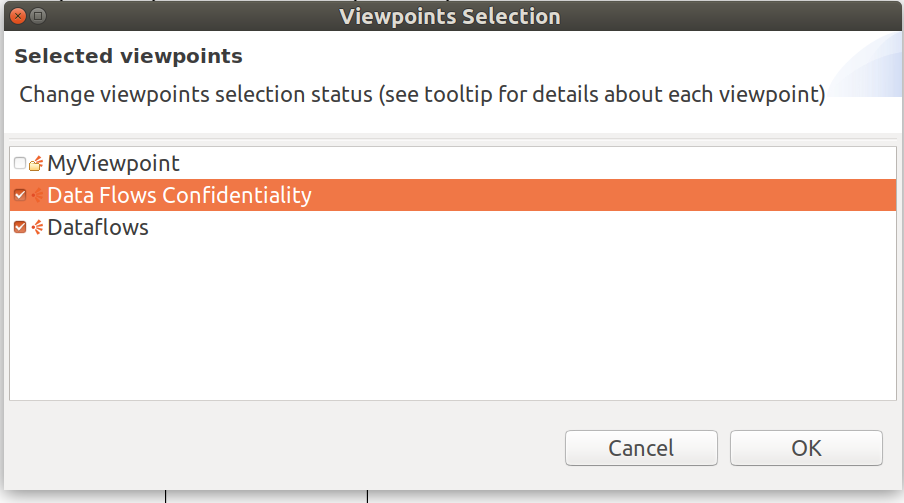 Viewpoints Selection
Selected viewpoints
Change viewpoints selection status (see tooltip for details about each viewpoint)
MyViewpoint
Data Flows Confidentiality
Dataflows
Cancel OK